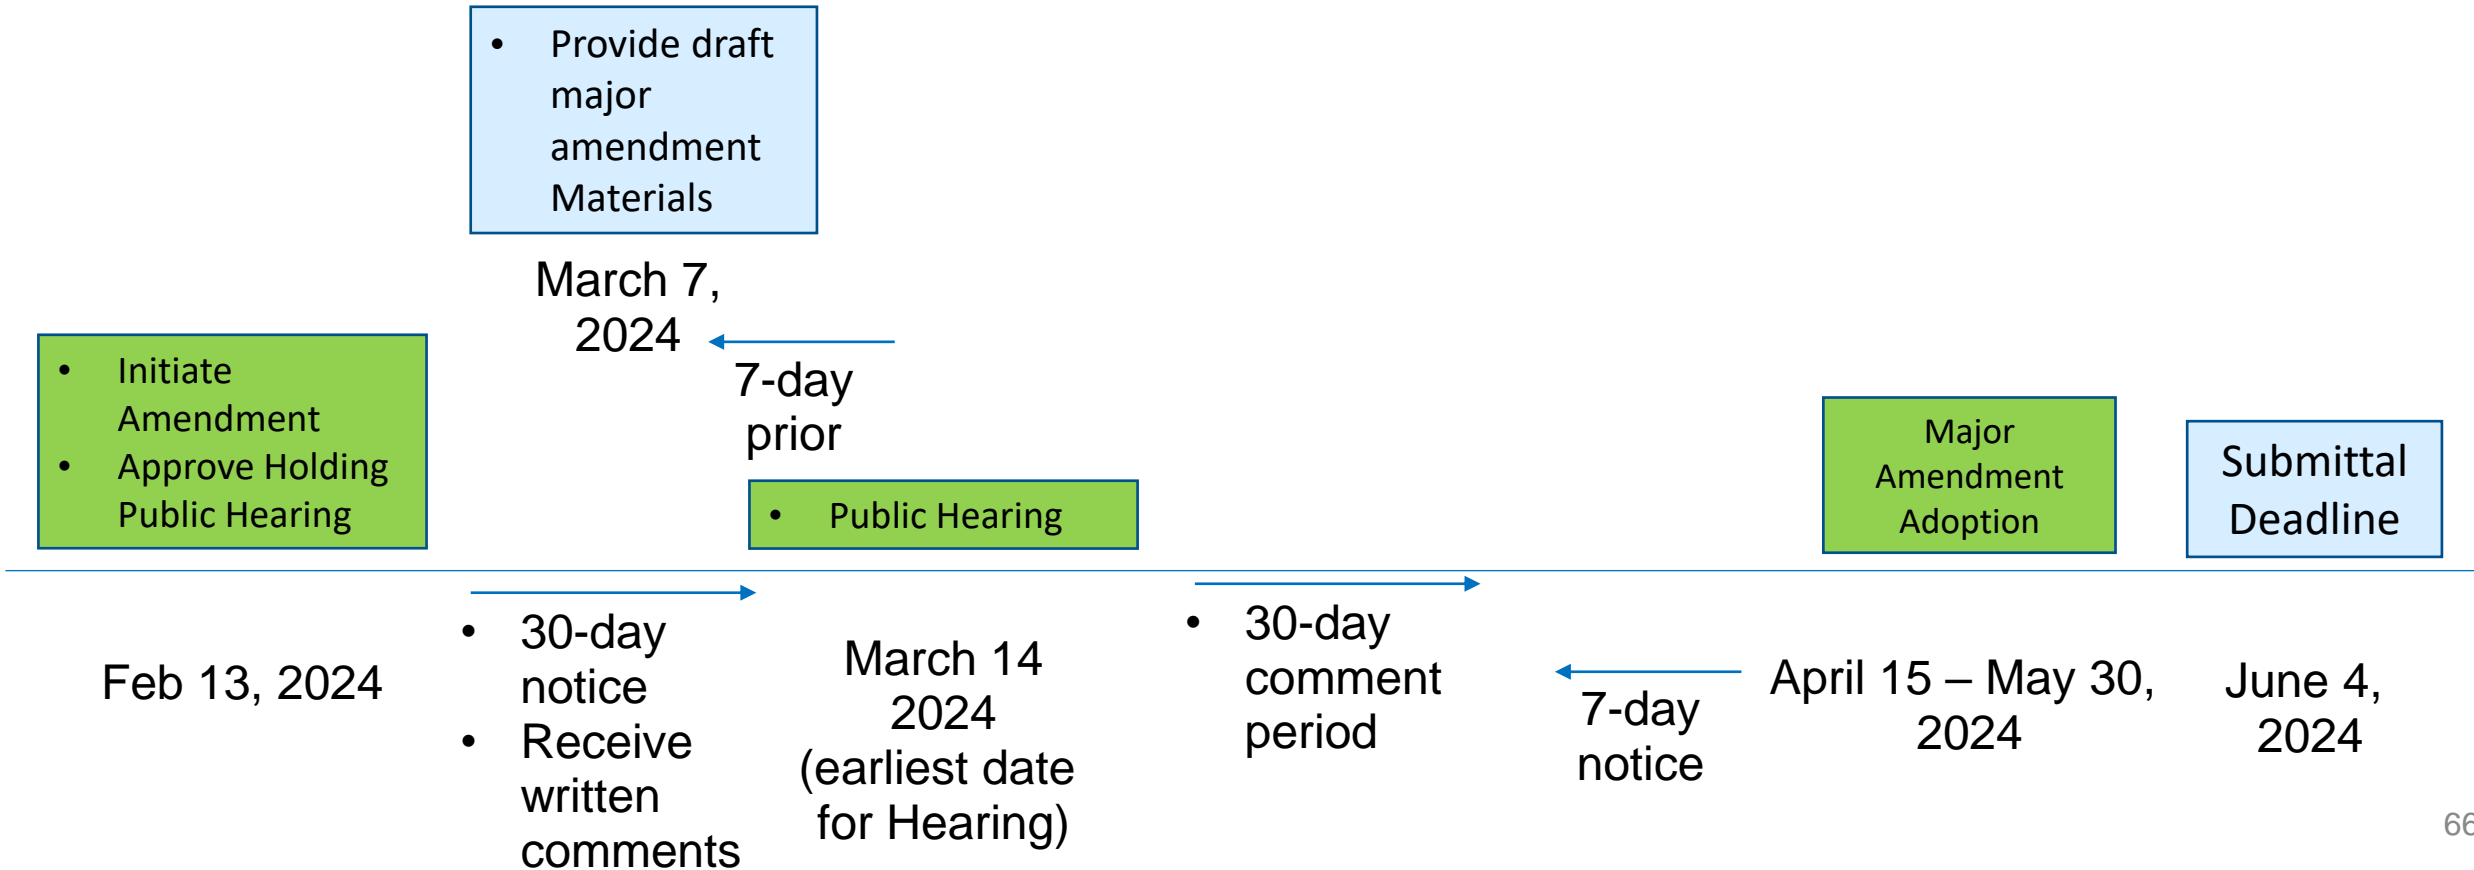 • Provide draft
major
amendment
Materials
March 7,
2024
7-day
prior
• Initiate
Amendment
• Approve Holding
Public Hearing
• Public Hearing
Major
Amendment
Adoption
Submittal
Deadline
Feb 13, 2024
• 30-day
notice
• Receive
written
comments
March 14
2024
(earliest date
for Hearing)
• 30-day
comment
period
7-day
notice
April 15 – May 30,
2024
June 4,
2024
66